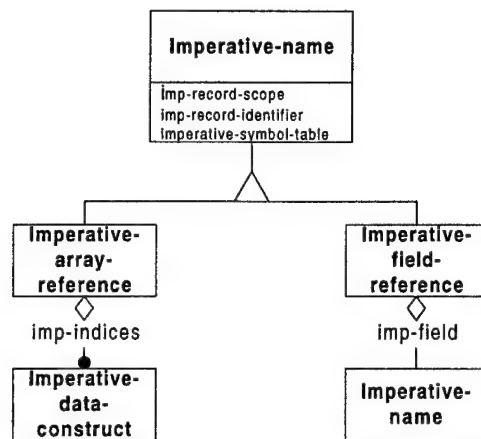 Imperative-name
imp-record-scope
imp-record-identifier
imperative-symbol-table
Imperative-
array-
reference
Imperative-
field-
reference
imp-indices
imp-field
Imperative-
data-
construct
Imperative-
name